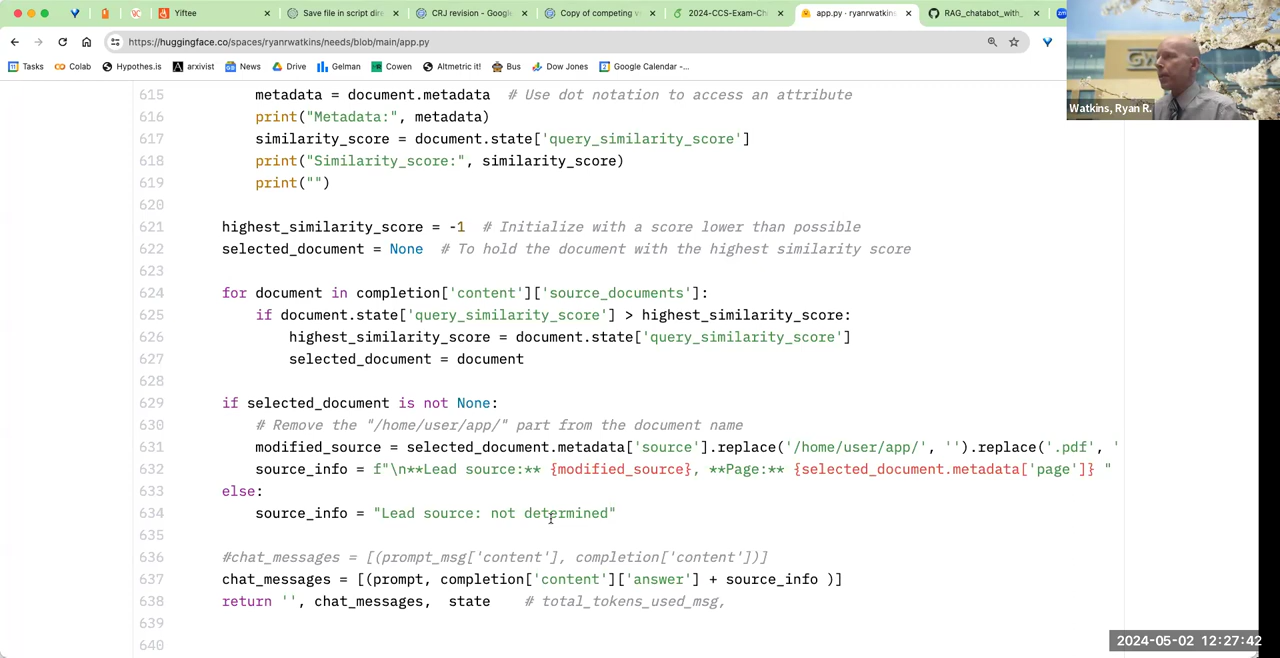 Yiftee
Save file in script dire
CRJ revision - Google
Copy of competing v
2024-CCS-Exam-Ch
app.py · ryanrwatkins
RAG_chatabot_with_
https://huggingface.co/spaces/ryanrwatkins/needs/blob/main/app.py
Tasks
Colab
Hypothes.is
arxivist
News
Drive
Gelman
Cowen
Altmetric it!
Bus
Dow Jones
Google Calendar -...
Watkins, Ryan R.
615 metadata = document.metadata # Use dot notation to access an attribute
616 print("Metadata:", metadata)
617 similarity_score = document.state['query_similarity_score']
618 print("Similarity_score:", similarity_score)
619 print("")
620
621 highest_similarity_score = -1 # Initialize with a score lower than possible
622 selected_document = None # To hold the document with the highest similarity score
623
624 for document in completion['content']['source_documents']:
625 if document.state['query_similarity_score'] > highest_similarity_score:
626 highest_similarity_score = document.state['query_similarity_score']
627 selected_document = document
628
629 if selected_document is not None:
630 # Remove the "/home/user/app/" part from the document name
631 modified_source = selected_document.metadata['source'].replace('/home/user/app/', '').replace('.pdf', '
632 source_info = f"\n**Lead source:** {modified_source}, **Page:** {selected_document.metadata['page']} "
633 else:
634 source_info = "Lead source: not determined"
635
636 #chat_messages = [(prompt_msg['content'], completion['content'])]
637 chat_messages = [(prompt, completion['content']['answer'] + source_info )]
638 return '', chat_messages, state # total_tokens_used_msg,
639
640
2024-05-02 12:27:42